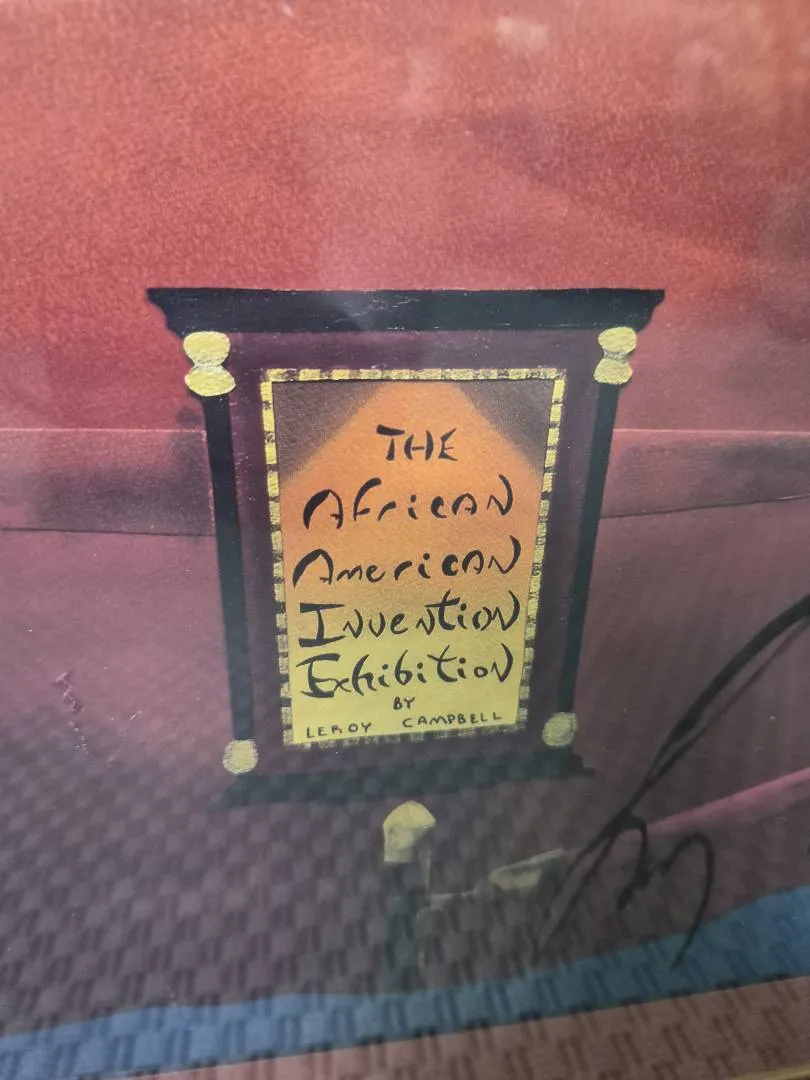 THE
African
American
Invention
Exhibition
BY
LEROY CAMPBELL